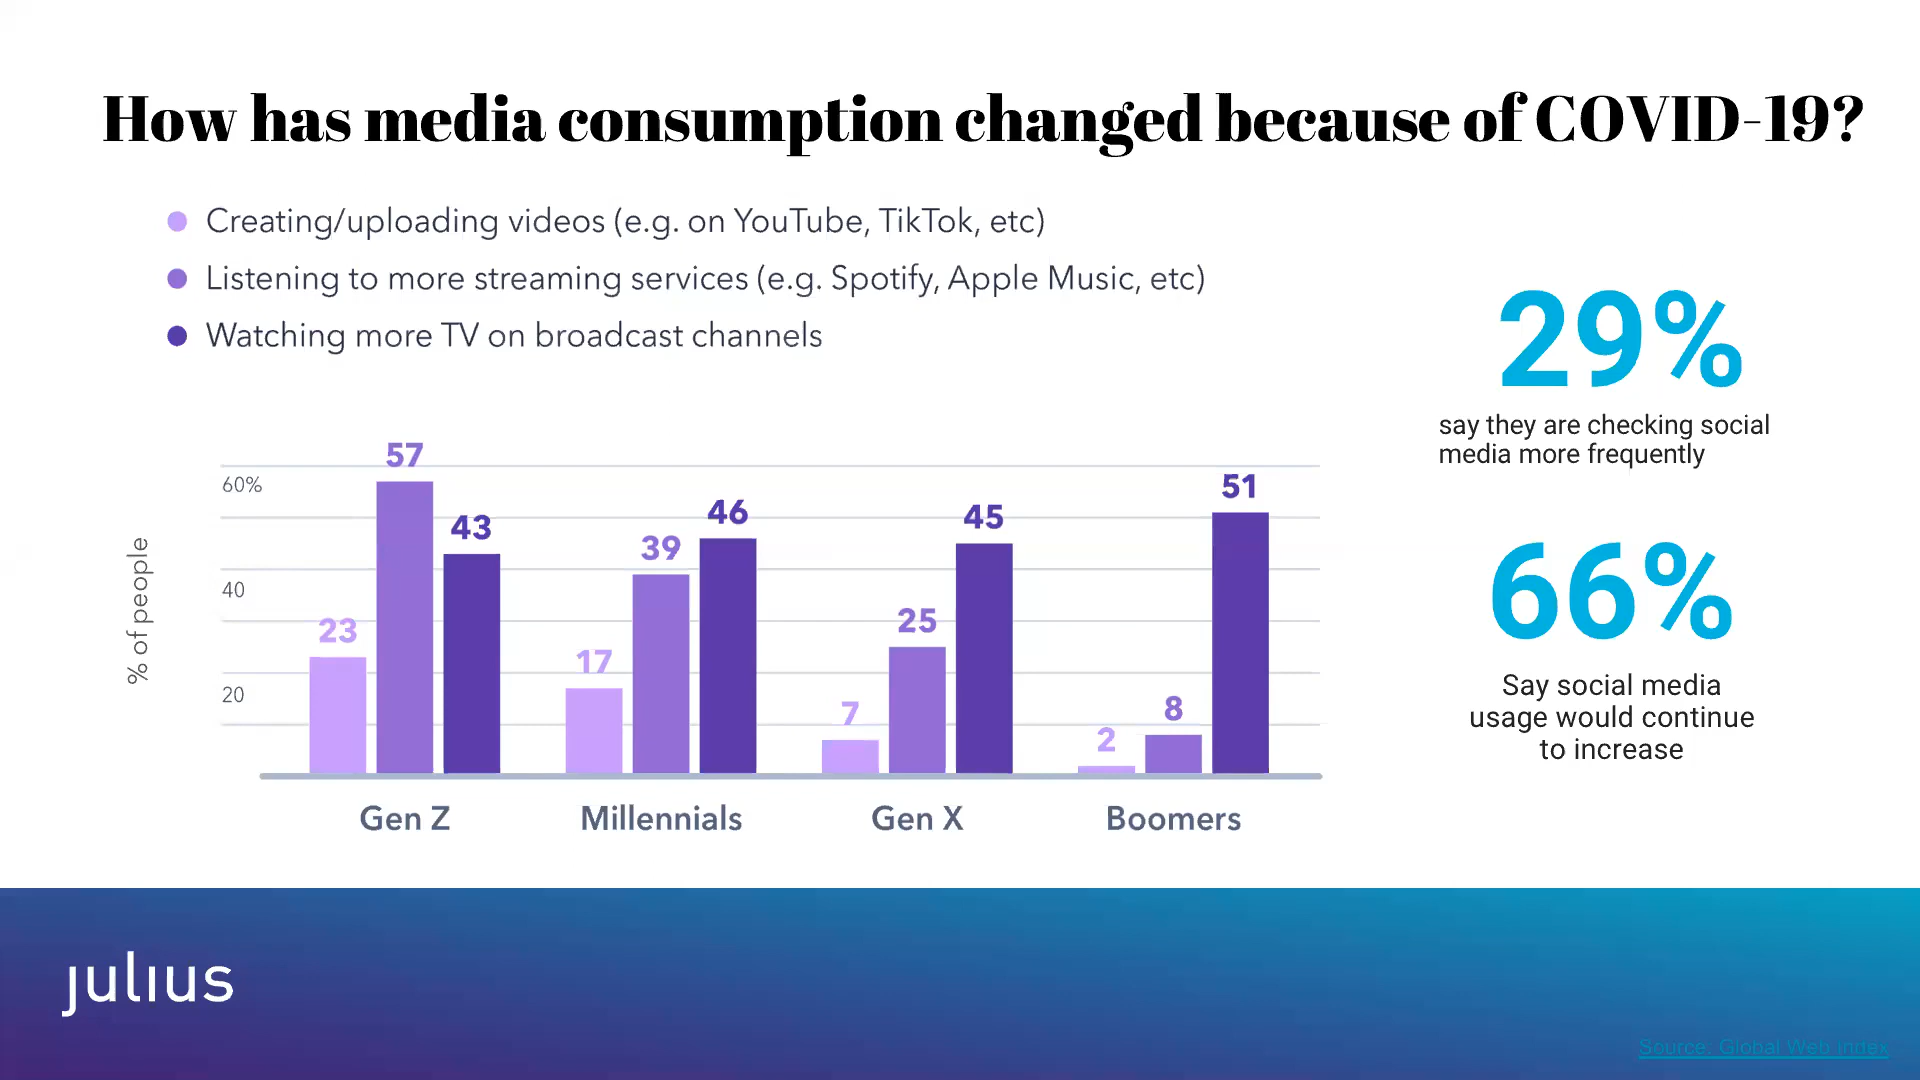 How has media consumption changed because of COVID-19?
Creating/uploading videos (e.g. on YouTube, TikTok, etc)
Listening to more streaming services (e.g. Spotify, Apple Music, etc)
Watching more TV on broadcast channels
29%
say they are checking social
media more frequently
66%
Say social media
usage would continue
to increase
% of people
60%
40
20
23
57
43
17
39
46
7
25
45
2
8
51
Gen Z
Millennials
Gen X
Boomers
julius
Source: Global Web Index